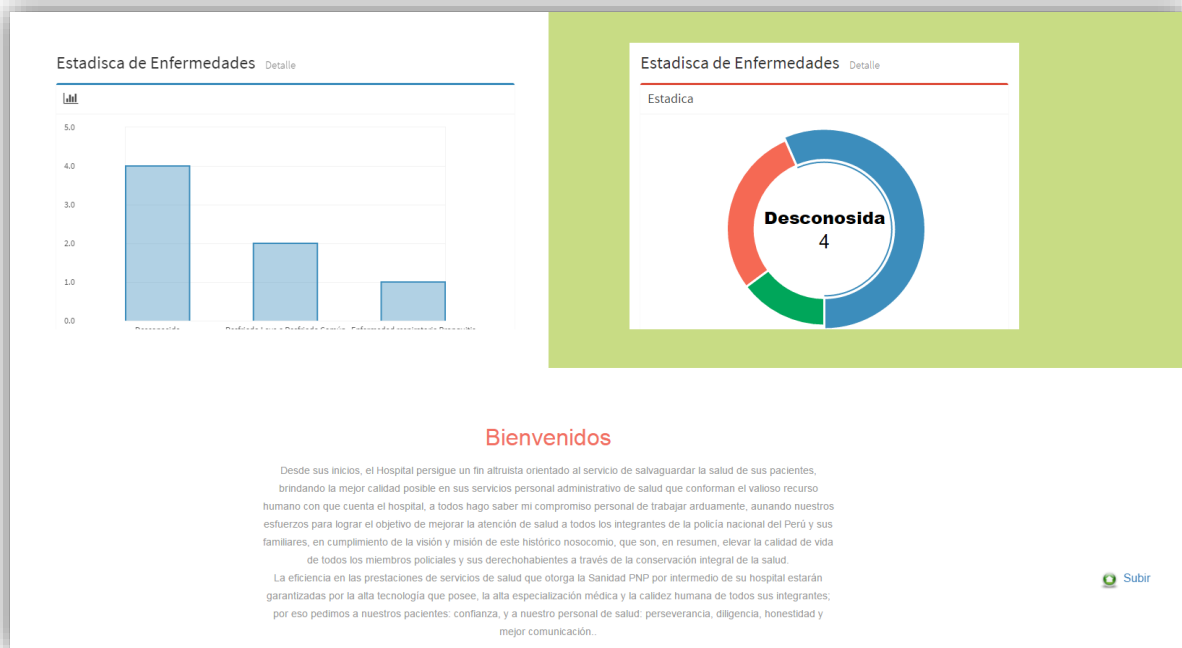 Estadisca de Enfermedades Detalle
5.0
4.0
3.0
2.0
1.0
0.0
Estadisca de Enfermedades Detalle
Estadica
Desconosida
4
Bienvenidos
Desde sus inicios, el Hospital persigue un fin altruista orientado al servicio de salvaguardar la salud de sus pacientes,
brindando la mejor calidad posible en sus servicios personal administrativo de salud que conforman el valioso recurso
humano con que cuenta el hospital, a todos hago saber mi compromiso personal de trabajar arduamente, aunando nuestros
esfuerzos para lograr el objetivo de mejorar la atención de salud a todos los integrantes de la policía nacional del Perú y sus
familiares, en cumplimiento de la visión y misión de este histórico nosocomio, que son, en resumen, elevar la calidad de vida
de todos los miembros policiales y sus derechohabientes a través de la conservación integral de la salud.
La eficiencia en las prestaciones de servicios de salud que otorga la Sanidad PNP por intermedio de su hospital estarán
garantizadas por la alta tecnología que posee, la alta especialización médica y la calidez humana de todos sus integrantes;
por eso pedimos a nuestros pacientes: confianza, y a nuestro personal de salud: perseverancia, diligencia, honestidad y
mejor comunicación..
Subir